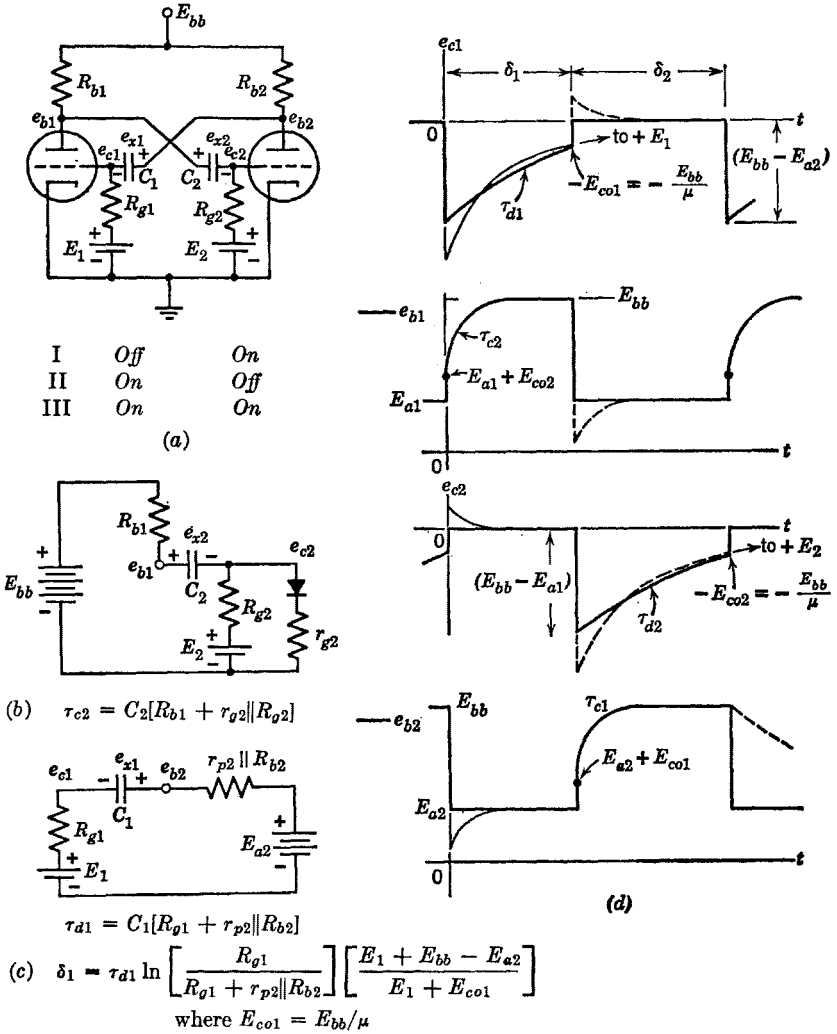 E_bb
R_b1
R_b2
e_b1
e_x1
e_x2
e_b2
e_c1
− +
+ −
e_c2
C_1
C_2
R_g1
R_g2
E_1
+
−
E_2
+
−
I Off On
II On Off
III On On
(a)
R_b1
e_x2
+ −
e_b1
C_2
e_c2
+
E_bb
−
R_g2
E_2
+
−
r_g2
(b) τ_c2 = C_2[R_b1 + r_g2||R_g2]
e_c1
e_x1
− +
e_b2
r_p2 || R_b2
C_1
R_g1
+
E_1
−
E_a2
+
−
τ_d1 = C_1[R_g1 + r_p2||R_b2]
(c) δ_1 = τ_d1 ln [R_g1 / (R_g1 + r_p2||R_b2)] [(E_1 + E_bb − E_a2) / (E_1 + E_co1)]
where E_co1 = E_bb/μ
e_c1
δ_1
δ_2
0
t
to + E_1
(E_bb − E_a2)
−E_co1 = − E_bb/μ
τ_d1
e_b1
E_bb
τ_c2
E_a1 + E_co2
E_a1
0
t
e_c2
0
t
to + E_2
(E_bb − E_a1)
−E_co2 = − E_bb/μ
τ_d2
E_bb
e_b2
τ_c1
E_a2 + E_co1
E_a2
0
t
(d)